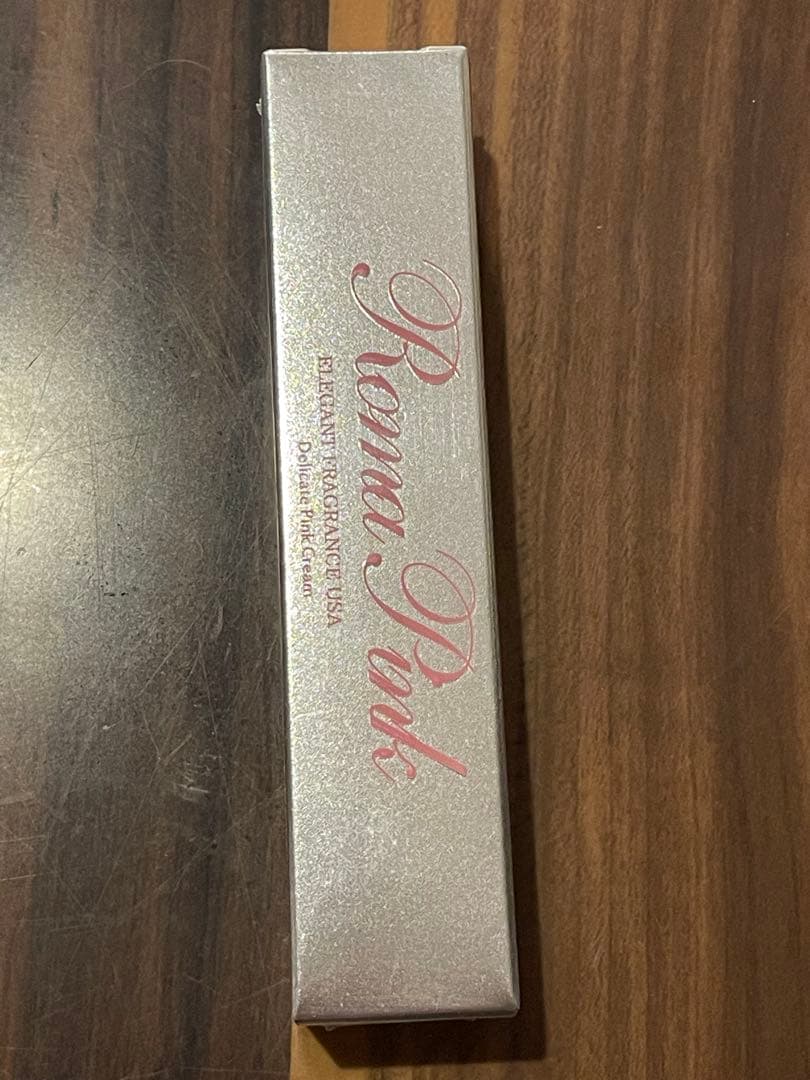 Roma Pink
ELEGANT FRAGRANCE USA
Delicate Pink Cream